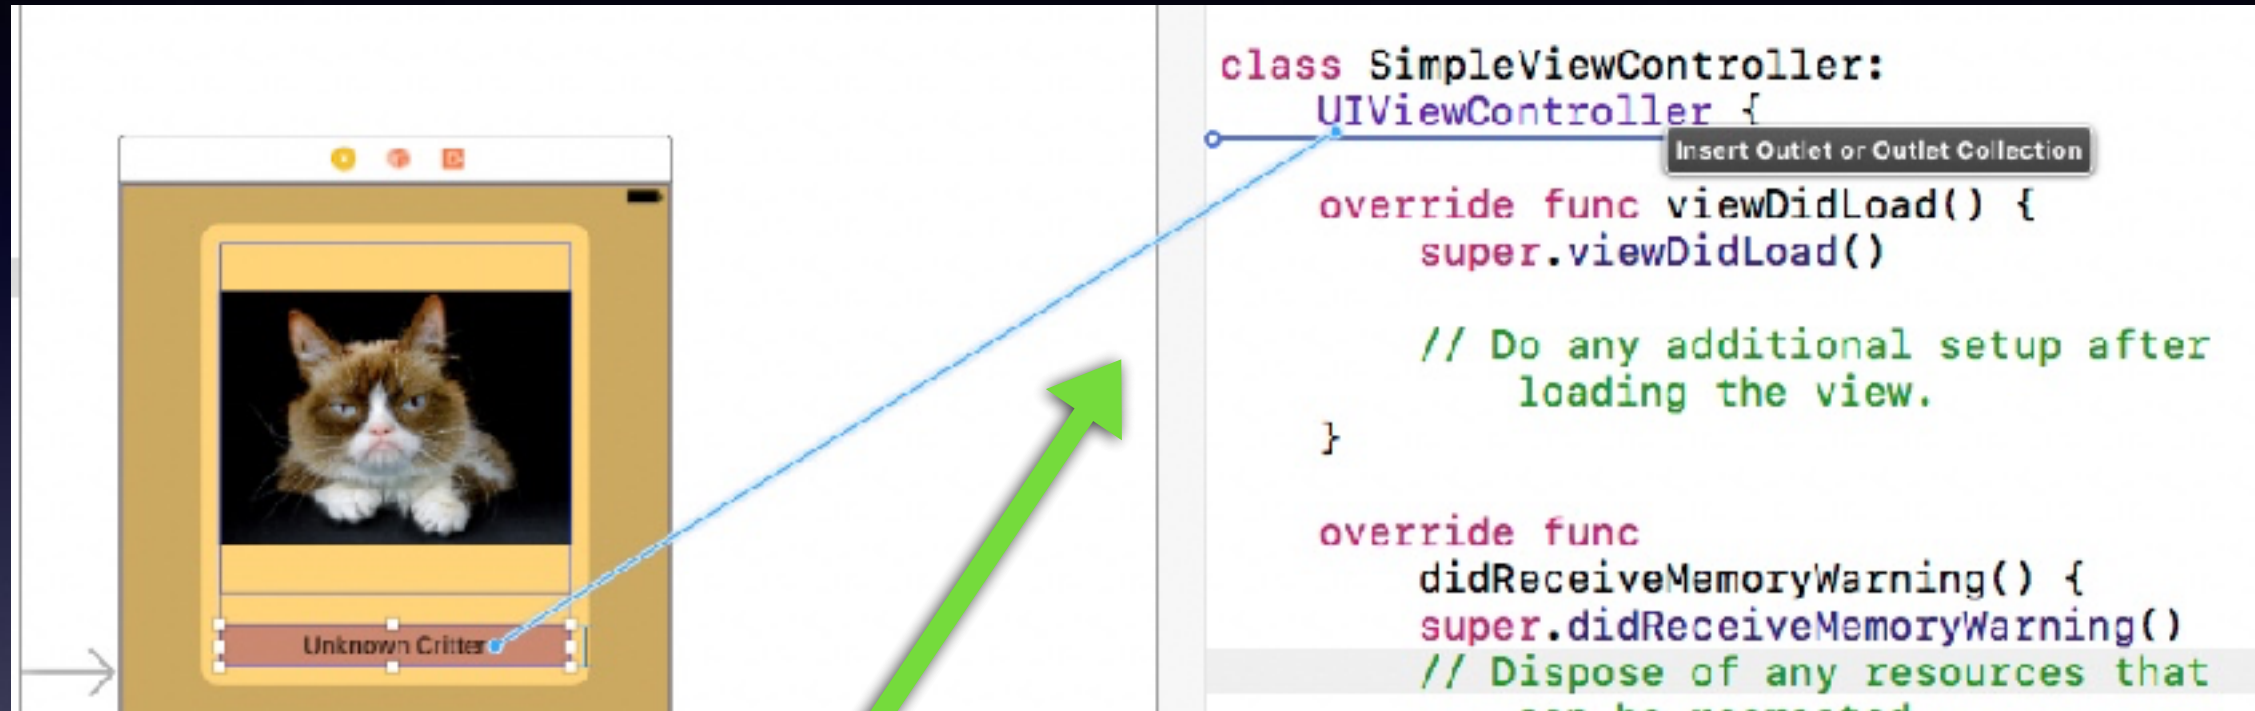 class SimpleViewController:
UIViewController {
Insert Outlet or Outlet Collection
override func viewDidLoad() {
super.viewDidLoad()
// Do any additional setup after
loading the view.
}
override func
didReceiveMemoryWarning() {
super.didReceiveMemoryWarning()
// Dispose of any resources that
Unknown Critter